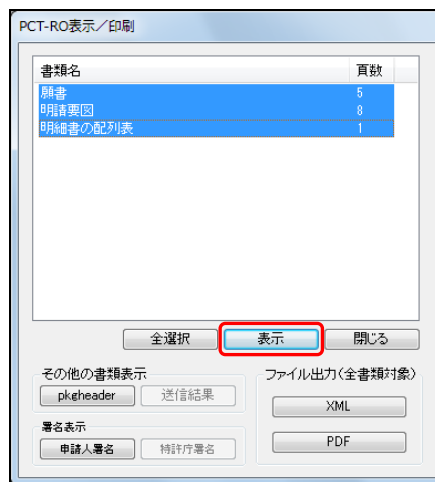 PCT-RO表示／印刷
書類名 頁数
願書 5
明請要図 8
明細書の配列表 1
全選択 表示 閉じる
その他の書類表示 ファイル出力(全書類対象)
pkgheader 送信結果 XML
署名表示
申請人署名 特許庁署名 PDF